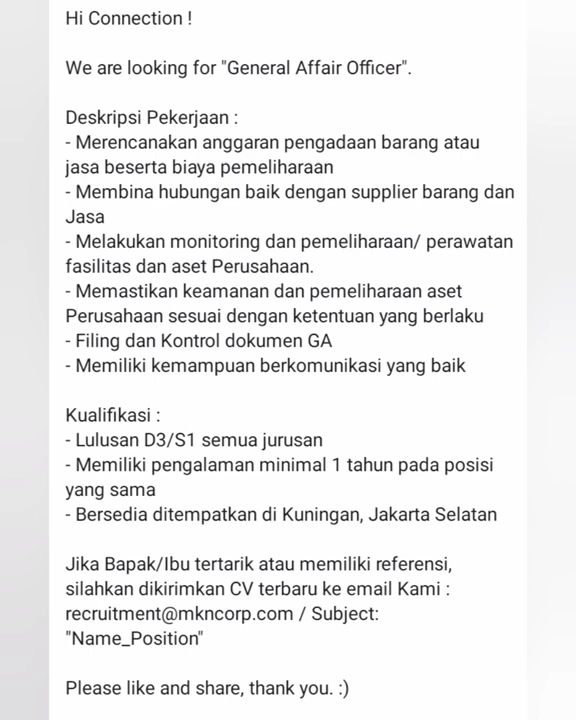 Hi Connection !
We are looking for "General Affair Officer".
Deskripsi Pekerjaan :
- Merencanakan anggaran pengadaan barang atau
jasa beserta biaya pemeliharaan
- Membina hubungan baik dengan supplier barang dan
Jasa
- Melakukan monitoring dan pemeliharaan/ perawatan
fasilitas dan aset Perusahaan.
- Memastikan keamanan dan pemeliharaan aset
Perusahaan sesuai dengan ketentuan yang berlaku
- Filing dan Kontrol dokumen GA
- Memiliki kemampuan berkomunikasi yang baik
Kualifikasi :
- Lulusan D3/S1 semua jurusan
- Memiliki pengalaman minimal 1 tahun pada posisi
yang sama
- Bersedia ditempatkan di Kuningan, Jakarta Selatan
Jika Bapak/Ibu tertarik atau memiliki referensi,
silahkan dikirimkan CV terbaru ke email Kami :
recruitment@mkncorp.com / Subject:
"Name_Position"
Please like and share, thank you. :)